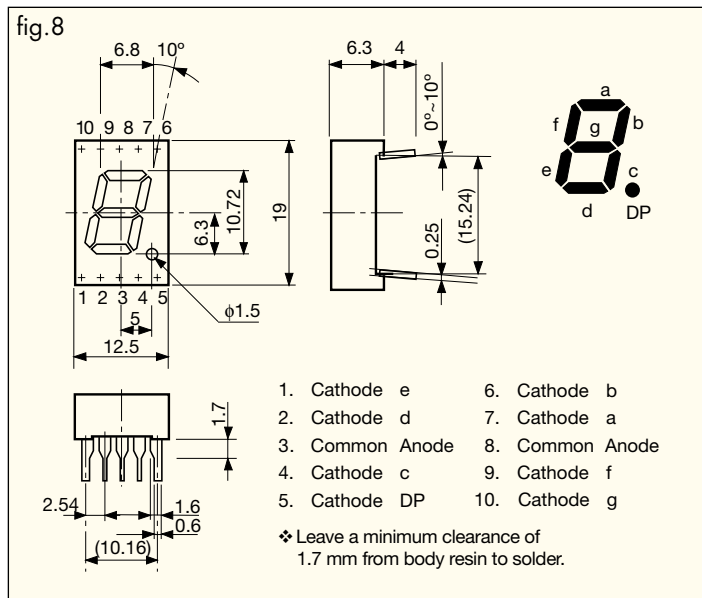 fig.8
6.8
10°
10 9 8 7 6
10.72
6.3
19
1 2 3 4 5
5
12.5
φ1.5
6.3
4
0°~10°
(15.24)
0.25
a
f
g
b
e
c
d
DP
1.7
2.54
1.6
0.6
(10.16)
1. Cathode e
2. Cathode d
3. Common Anode
4. Cathode c
5. Cathode DP
6. Cathode b
7. Cathode a
8. Common Anode
9. Cathode f
10. Cathode g
❖ Leave a minimum clearance of
1.7 mm from body resin to solder.